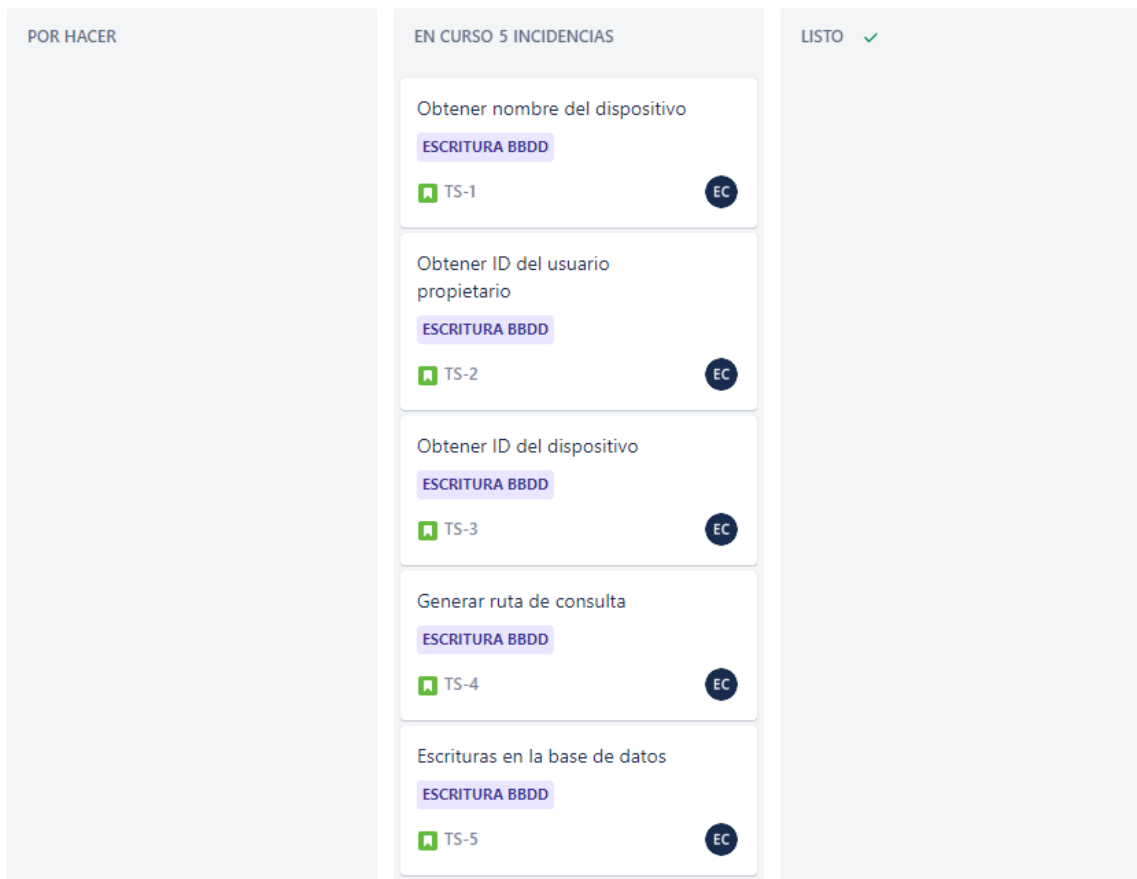 POR HACER
EN CURSO 5 INCIDENCIAS
LISTO
Obtener nombre del dispositivo
ESCRITURA BBDD
TS-1
EC
Obtener ID del usuario
propietario
ESCRITURA BBDD
TS-2
EC
Obtener ID del dispositivo
ESCRITURA BBDD
TS-3
EC
Generar ruta de consulta
ESCRITURA BBDD
TS-4
EC
Escrituras en la base de datos
ESCRITURA BBDD
TS-5
EC